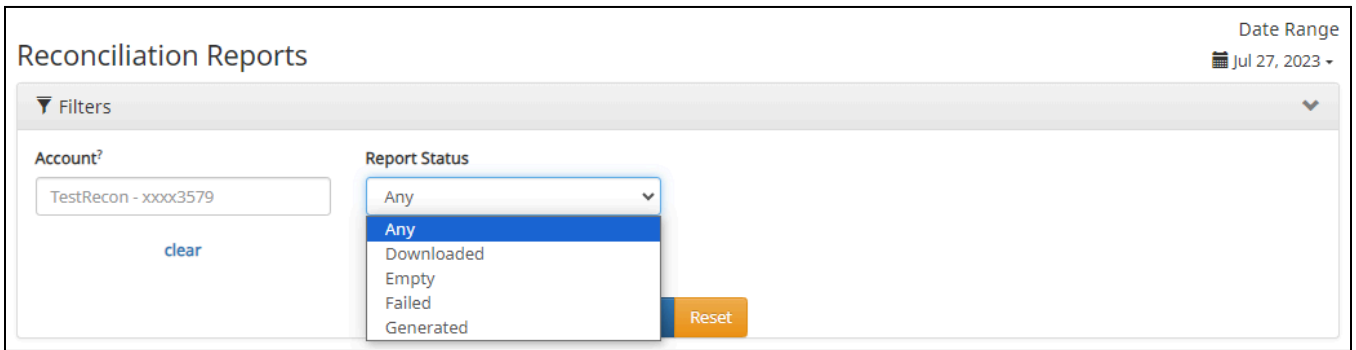 Date Range
Reconciliation Reports
Jul 27, 2023
Filters
Account?
Report Status
TestRecon - xxxx3579
Any
clear
Any
Downloaded
Empty
Failed
Generated
Reset